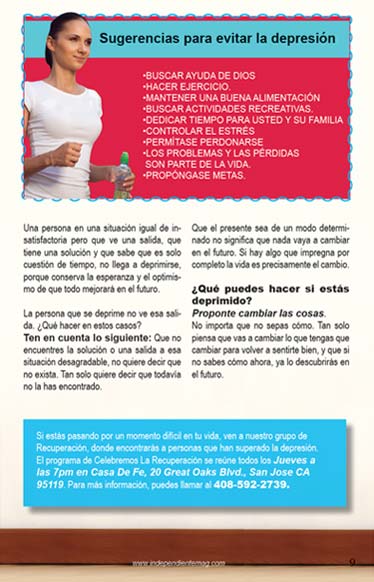 Sugerencias para evitar la depresión
•BUSCAR AYUDA DE DIOS
•HACER EJERCICIO.
•MANTENER UNA BUENA ALIMENTACIÓN
•BUSCAR ACTIVIDADES RECREATIVAS.
•DEDICAR TIEMPO PARA USTED Y SU FAMILIA
•CONTROLAR EL ESTRÉS
•PERMÍTASE PERDONARSE
•LOS PROBLEMAS Y LAS PÉRDIDAS
SON PARTE DE LA VIDA.
•PROPÓNGASE METAS.
Una persona en una situación igual de in-
satisfactoria pero que ve una salida, que
tiene una solución y que sabe que es solo
cuestión de tiempo, no llega a deprimirse,
porque conserva la esperanza y el optimis-
mo de que todo mejorará en el futuro.
La persona que se deprime no ve esa sali-
da. ¿Qué hacer en estos casos?
Ten en cuenta lo siguiente: Que no
encuentres la solución o una salida a esa
situación desagradable, no quiere decir que
no exista. Tan solo quiere decir que todavía
no la has encontrado.
Que el presente sea de un modo determi-
nado no significa que nada vaya a cambiar
en el futuro. Si hay algo que impregna por
completo la vida es precisamente el cambio.
¿Qué puedes hacer si estás
deprimido?
Proponte cambiar las cosas.
No importa que no sepas cómo. Tan solo
piensa que vas a cambiar lo que tengas que
cambiar para volver a sentirte bien, y que si
no sabes cómo ahora, ya lo descubrirás en
el futuro.
Si estás pasando por un momento difícil en tu vida, ven a nuestro grupo de
Recuperación, donde encontrarás a personas que han superado la depresión.
El programa de Celebremos La Recuperación se reúne todos los Jueves a
las 7pm en Casa De Fe, 20 Great Oaks Blvd., San Jose CA
95119. Para más información, puedes llamar al 408-592-2739.
www.independientemag.com
9